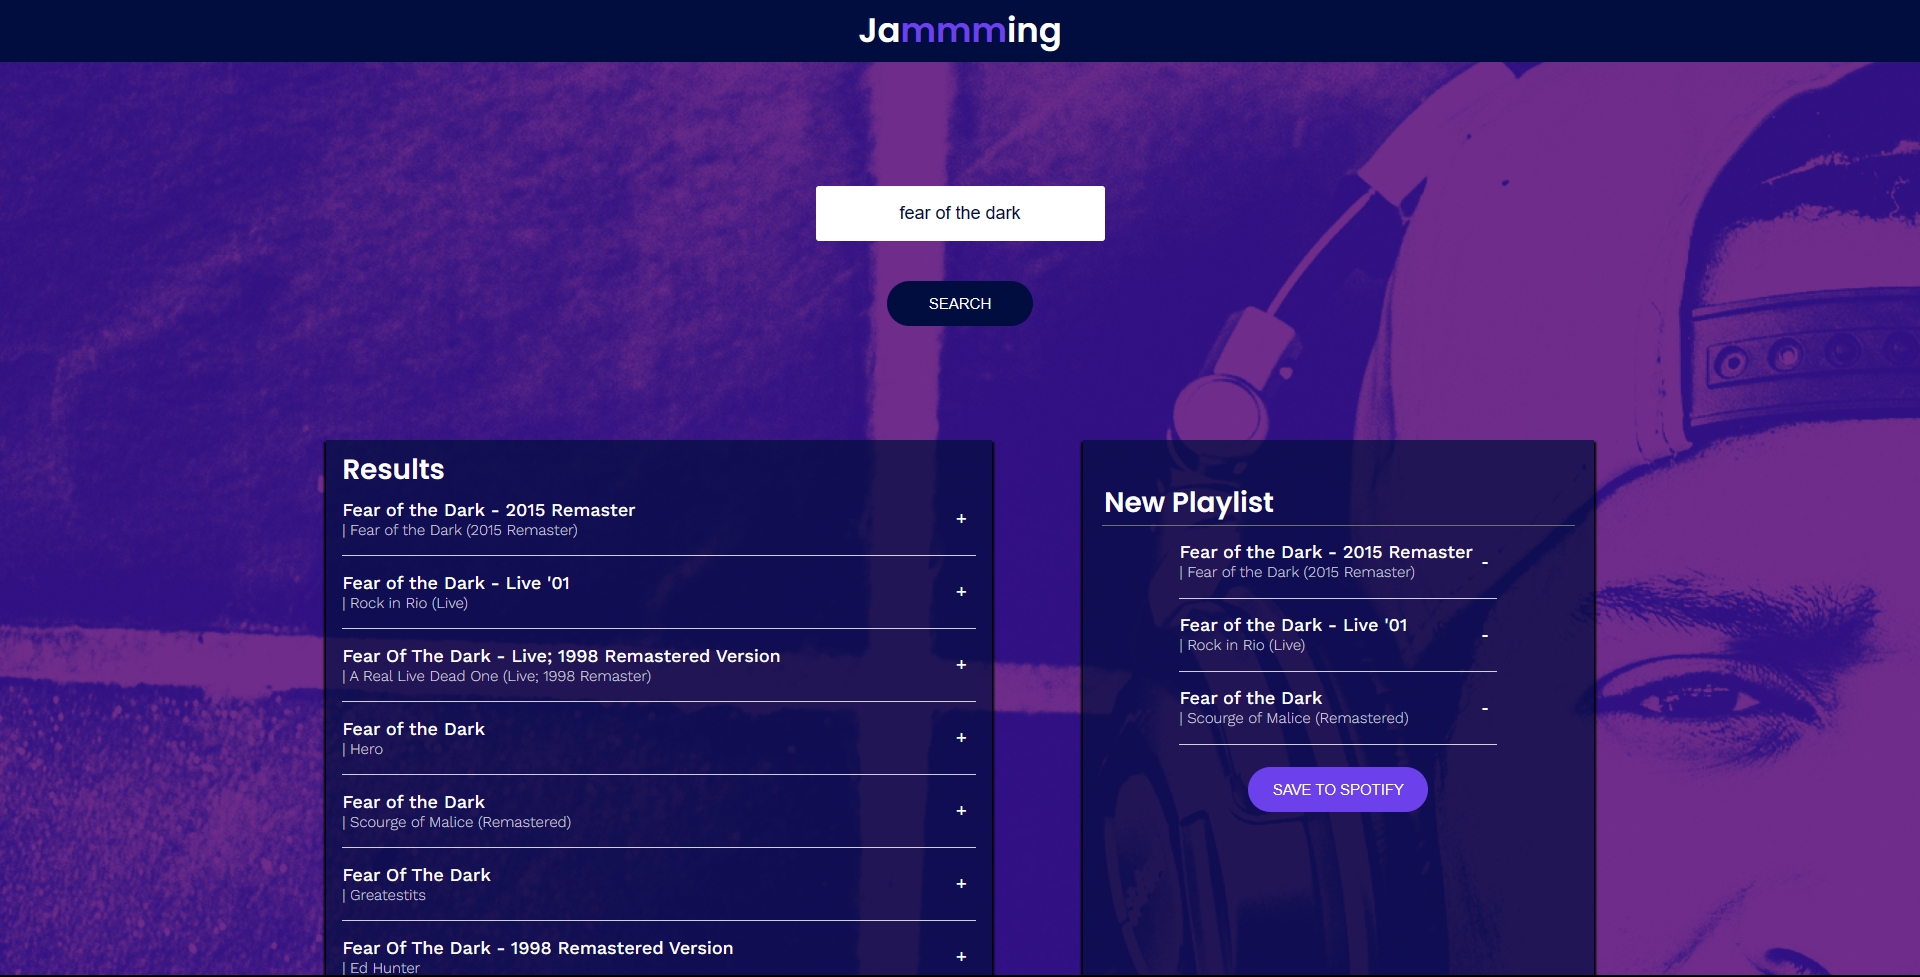 Jammming
fear of the dark
SEARCH
Results
Fear of the Dark - 2015 Remaster
| Fear of the Dark (2015 Remaster)
+
Fear of the Dark - Live '01
| Rock in Rio (Live)
+
Fear Of The Dark - Live; 1998 Remastered Version
| A Real Live Dead One (Live; 1998 Remaster)
+
Fear of the Dark
| Hero
+
Fear of the Dark
| Scourge of Malice (Remastered)
+
Fear Of The Dark
| Greatestits
+
Fear Of The Dark - 1998 Remastered Version
| Ed Hunter
+
New Playlist
Fear of the Dark - 2015 Remaster
| Fear of the Dark (2015 Remaster)
-
Fear of the Dark - Live '01
| Rock in Rio (Live)
-
Fear of the Dark
| Scourge of Malice (Remastered)
-
SAVE TO SPOTIFY